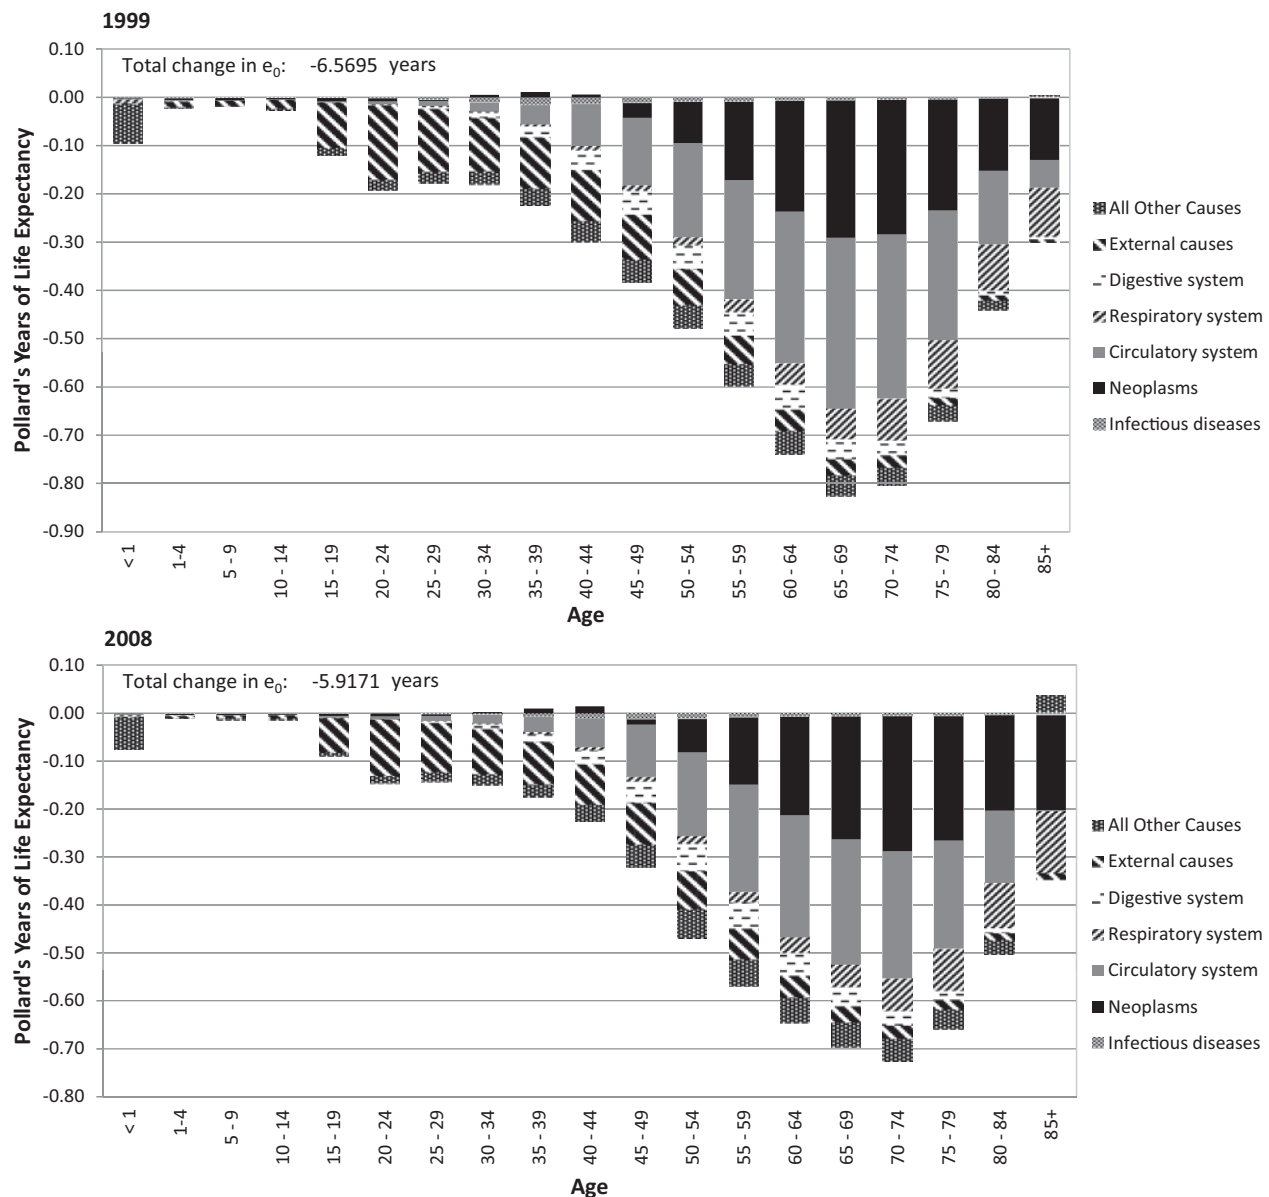 1999
Total change in e₀: -6.5695 years
Pollard's Years of Life Expectancy
0.10
0.00
-0.10
-0.20
-0.30
-0.40
-0.50
-0.60
-0.70
-0.80
-0.90
All Other Causes
External causes
Digestive system
Respiratory system
Circulatory system
Neoplasms
Infectious diseases
< 1
1-4
5 - 9
10 - 14
15 - 19
20 - 24
25 - 29
30 - 34
35 - 39
40 - 44
45 - 49
50 - 54
55 - 59
60 - 64
65 - 69
70 - 74
75 - 79
80 - 84
85+
Age
2008
Total change in e₀: -5.9171 years
Pollard's Years of Life Expectancy
0.10
0.00
-0.10
-0.20
-0.30
-0.40
-0.50
-0.60
-0.70
-0.80
All Other Causes
External causes
Digestive system
Respiratory system
Circulatory system
Neoplasms
Infectious diseases
< 1
1-4
5 - 9
10 - 14
15 - 19
20 - 24
25 - 29
30 - 34
35 - 39
40 - 44
45 - 49
50 - 54
55 - 59
60 - 64
65 - 69
70 - 74
75 - 79
80 - 84
85+
Age